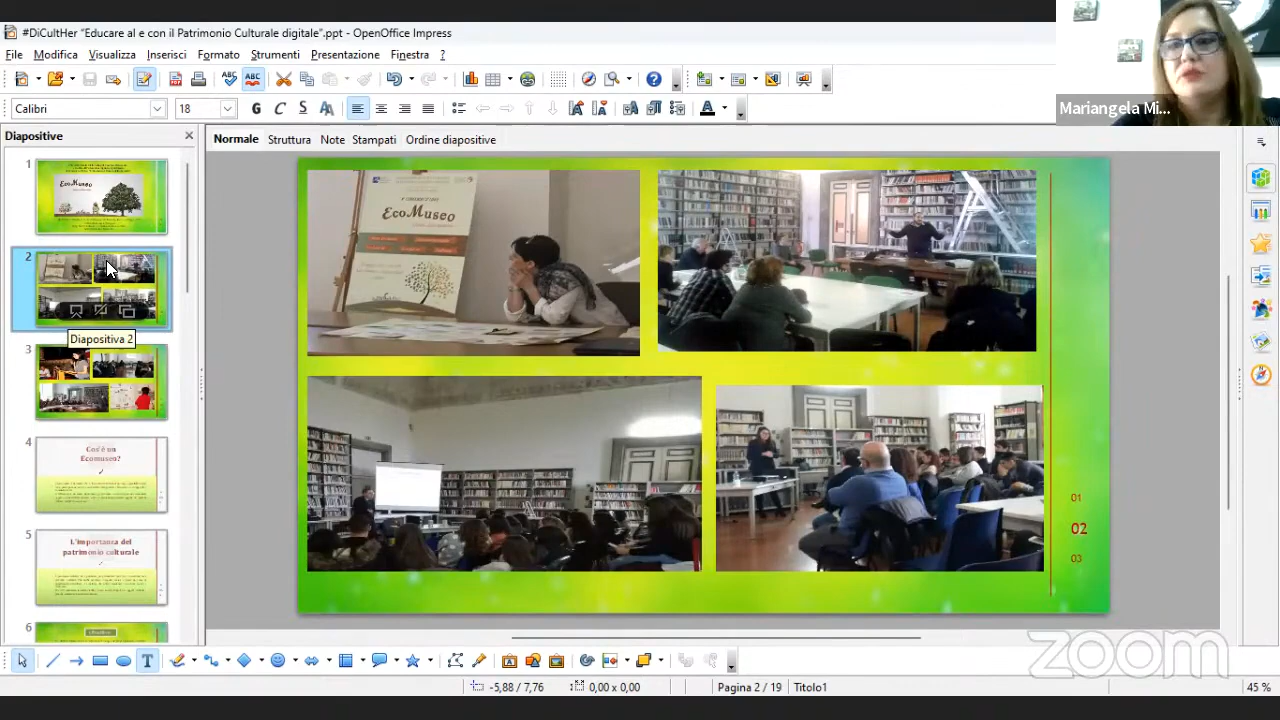 #DiCultHer "Educare al e con il Patrimonio Culturale digitale".ppt - OpenOffice Impress
File Modifica Visualizza Inserisci Formato Strumenti Presentazione Finestra ?
Calibri 18 G C S
Mariangela Mi...
Diapositive
Normale Struttura Note Stampati Ordine diapositive
1
EcoMuseo
2
Diapositiva 2
3
4
Cos'è un
Ecomuseo?
5
L'importanza del
patrimonio culturale
6
EcoMuseo
01
02
03
zoom
-5,88 / 7,76 0,00 x 0,00 Pagina 2 / 19 Titolo1 45 %